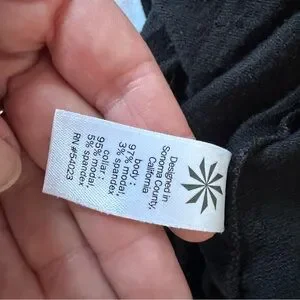 Designed in
Sonoma County,
California
body :
97% modal,
3% spandex
collar :
95% modal,
5% spandex
RN #54023